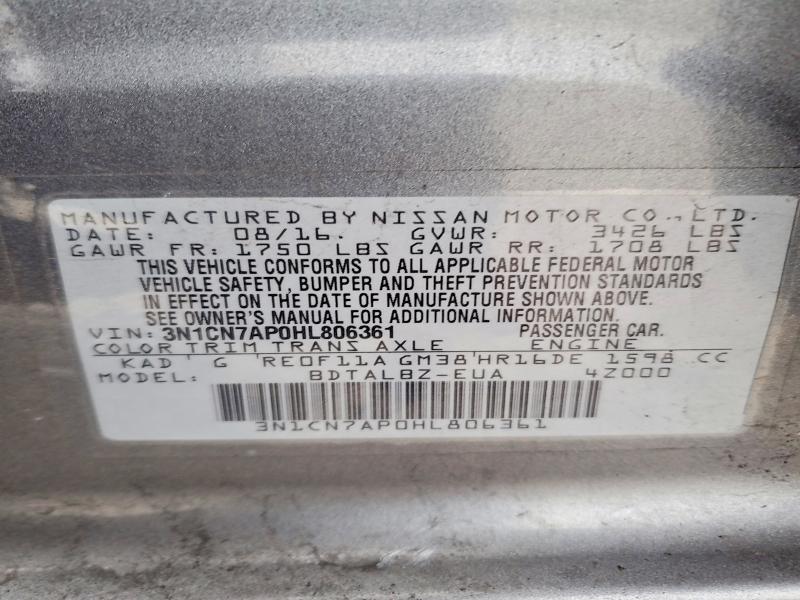 MANUFACTURED BY NISSAN MOTOR CO., LTD.
DATE: 08/16. GVWR: 3426 LBS
GAWR FR: 1750 LBS GAWR RR: 1708 LBS
THIS VEHICLE CONFORMS TO ALL APPLICABLE FEDERAL MOTOR
VEHICLE SAFETY, BUMPER AND THEFT PREVENTION STANDARDS
IN EFFECT ON THE DATE OF MANUFACTURE SHOWN ABOVE.
SEE OWNER'S MANUAL FOR ADDITIONAL INFORMATION.
VIN: 3N1CN7AP0HL806361 PASSENGER CAR.
COLOR TRIM TRANS AXLE ENGINE
KAD G 'RE0F11A GM38'HR16DE 1598 CC
MODEL: BDTALBZ-EUA 4Z000
3N1CN7AP0HL806361